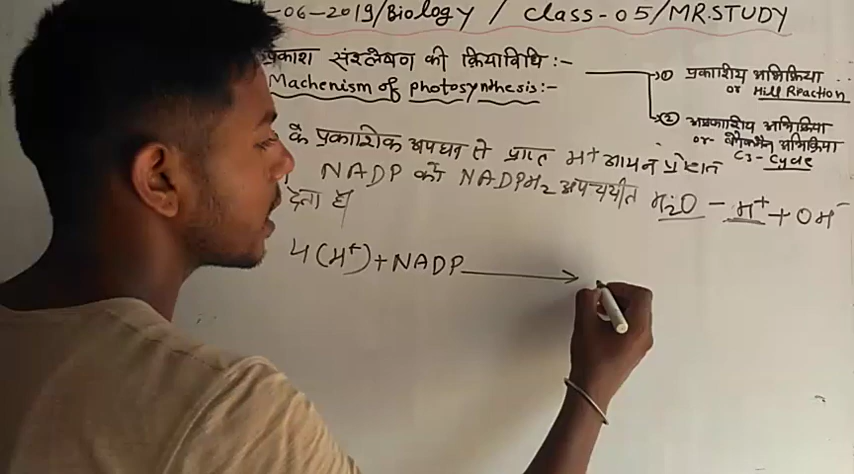 -06-2019/Biology / Class-05/MR.STUDY
प्रकाश संश्लेषण की क्रियाविधि :-
Machenism of photosynthesis:-
① प्रकाशीय अभिक्रिया
or Hill Reaction
② अप्रकाशीय अभिक्रिया
or अभिक्रिया
C3-Cycle
के प्रकाशिक अपघटन से प्राप्त H+ आयन
NADP को NADPH2 अपचयीत
देता है
H2O - H+ + OH-
4(H+)+NADP